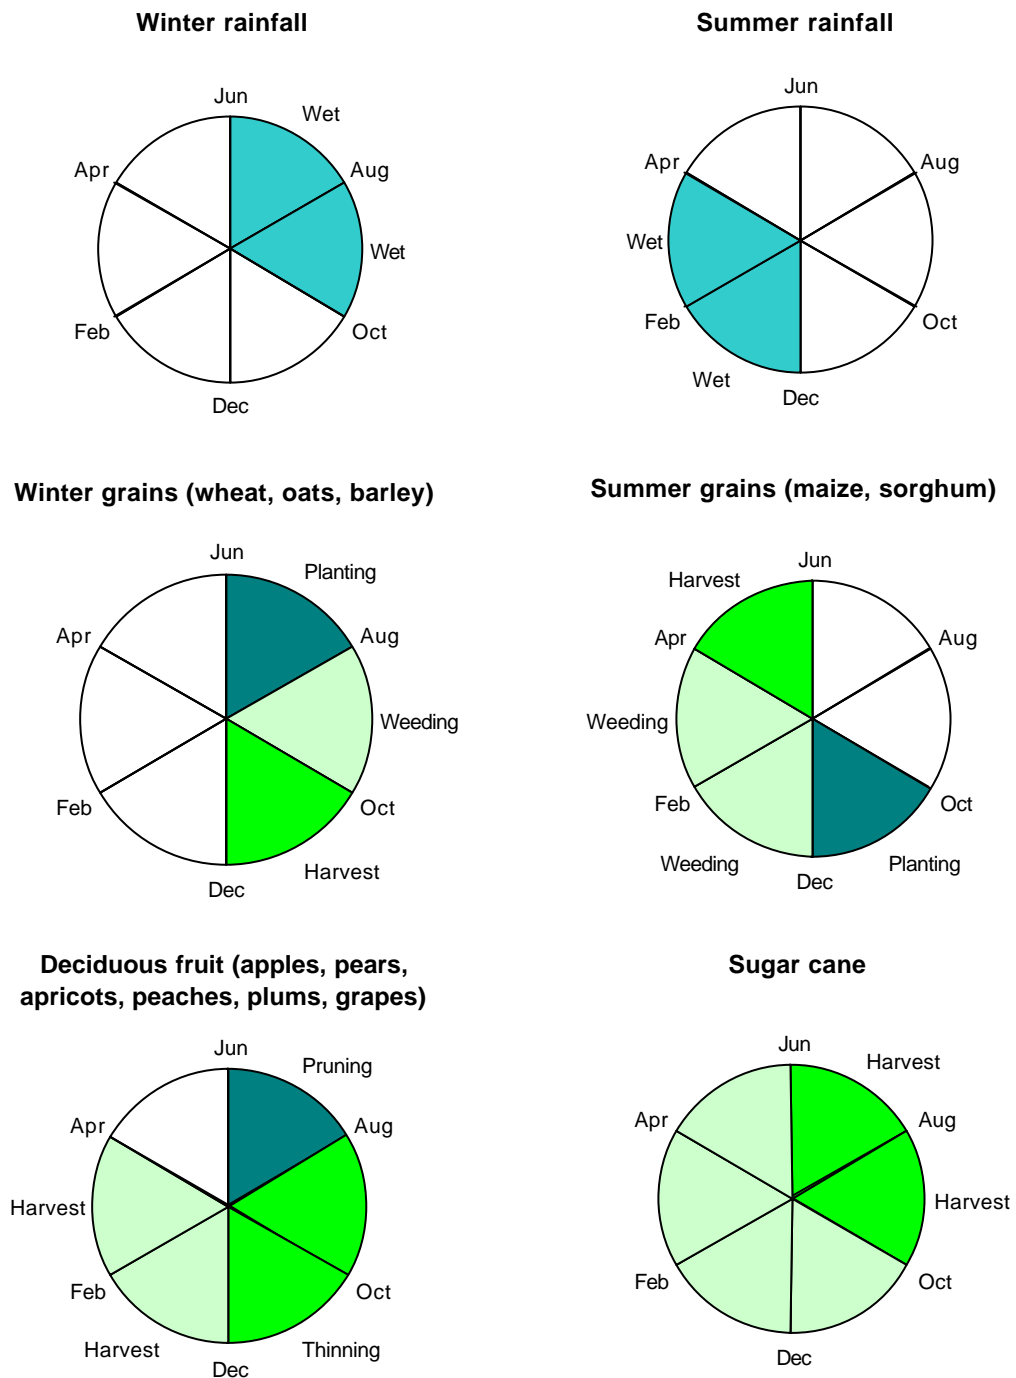 Winter rainfall
Jun
Wet
Aug
Wet
Oct
Dec
Feb
Apr
Summer rainfall
Jun
Aug
Oct
Dec
Wet
Feb
Wet
Apr
Winter grains (wheat, oats, barley)
Jun
Planting
Aug
Weeding
Oct
Harvest
Dec
Feb
Apr
Summer grains (maize, sorghum)
Jun
Aug
Oct
Planting
Dec
Weeding
Feb
Weeding
Apr
Harvest
Deciduous fruit (apples, pears,
apricots, peaches, plums, grapes)
Jun
Pruning
Aug
Oct
Thinning
Dec
Harvest
Feb
Harvest
Apr
Sugar cane
Jun
Harvest
Aug
Harvest
Oct
Dec
Feb
Apr